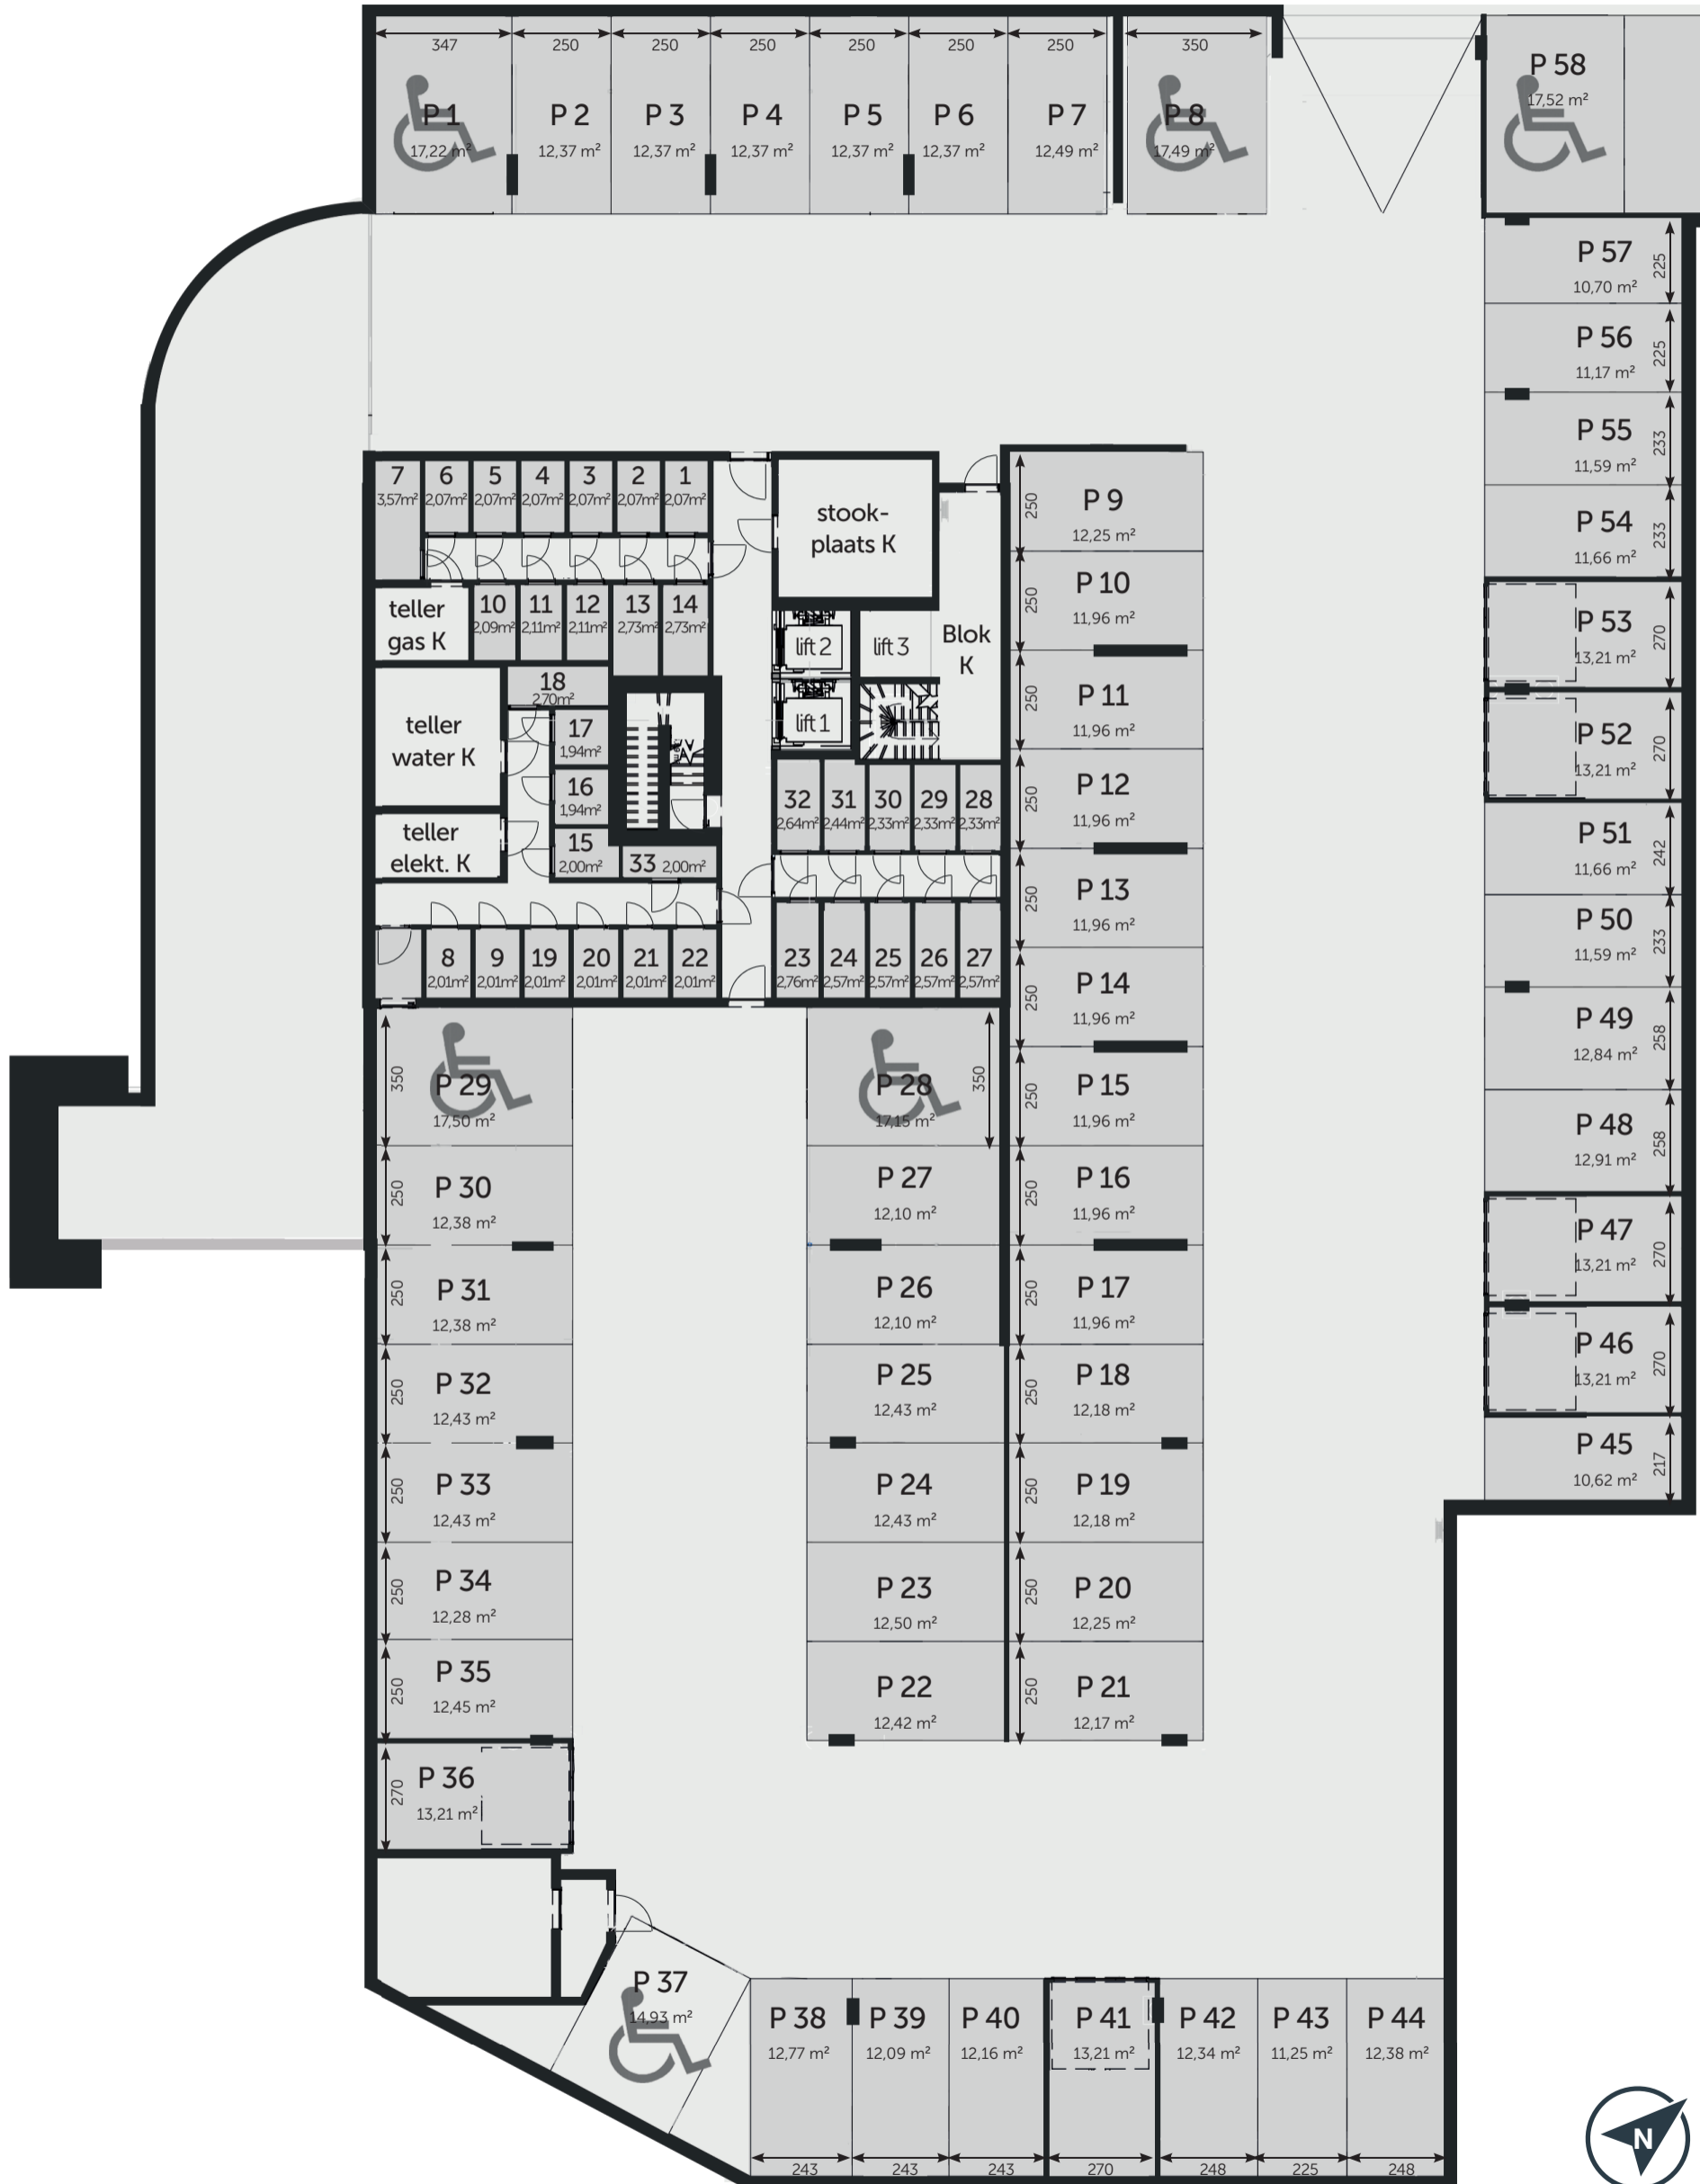 347
250
250
250
250
250
250
350
P 1
17,22 m²
P 2
12,37 m²
P 3
12,37 m²
P 4
12,37 m²
P 5
12,37 m²
P 6
12,37 m²
P 7
12,49 m²
P 8
17,49 m²
P 58
17,52 m²
P 57
10,70 m²
225
P 56
11,17 m²
225
P 55
11,59 m²
233
P 54
11,66 m²
233
P 53
13,21 m²
270
P 52
13,21 m²
270
P 51
11,66 m²
242
P 50
11,59 m²
233
P 49
12,84 m²
258
P 48
12,91 m²
258
P 47
13,21 m²
270
P 46
13,21 m²
270
P 45
10,62 m²
217
7
3,57m²
6
2,07m²
5
2,07m²
4
2,07m²
3
2,07m²
2
2,07m²
1
2,07m²
stook-
plaats K
teller
gas K
10
2,09m²
11
2,11m²
12
2,11m²
13
2,73m²
14
2,73m²
lift 2
lift 3
Blok
K
lift 1
teller
water K
18
2,70m²
17
1,94m²
16
1,94m²
15
2,00m²
33 2,00m²
teller
elekt. K
32
2,64m²
31
2,44m²
30
2,33m²
29
2,33m²
28
2,33m²
8
2,01m²
9
2,01m²
19
2,01m²
20
2,01m²
21
2,01m²
22
2,01m²
23
2,76m²
24
2,57m²
25
2,57m²
26
2,57m²
27
2,57m²
250
P 9
12,25 m²
250
P 10
11,96 m²
250
P 11
11,96 m²
250
P 12
11,96 m²
250
P 13
11,96 m²
250
P 14
11,96 m²
250
P 15
11,96 m²
250
P 16
11,96 m²
250
P 17
11,96 m²
250
P 18
12,18 m²
250
P 19
12,18 m²
250
P 20
12,25 m²
250
P 21
12,17 m²
350
P 28
17,15 m²
P 27
12,10 m²
P 26
12,10 m²
P 25
12,43 m²
P 24
12,43 m²
P 23
12,50 m²
P 22
12,42 m²
350
P 29
17,50 m²
250
P 30
12,38 m²
250
P 31
12,38 m²
250
P 32
12,43 m²
250
P 33
12,43 m²
250
P 34
12,28 m²
250
P 35
12,45 m²
270
P 36
13,21 m²
P 37
14,93 m²
P 38
12,77 m²
P 39
12,09 m²
P 40
12,16 m²
P 41
13,21 m²
P 42
12,34 m²
P 43
11,25 m²
P 44
12,38 m²
243
243
243
270
248
225
248
N